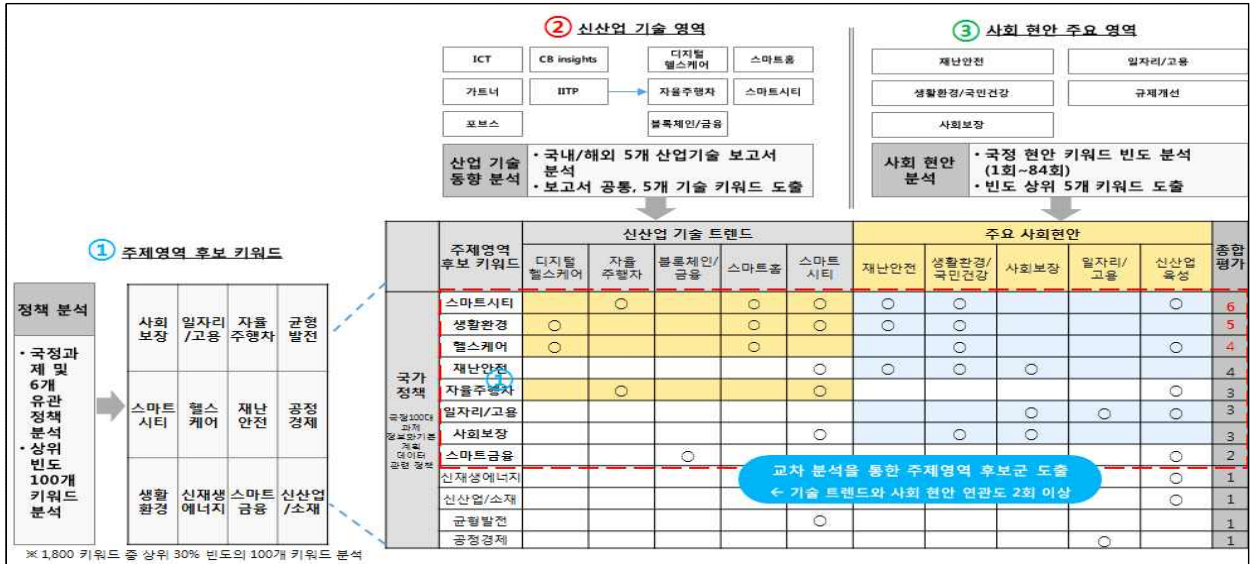 ② 신산업 기술 영역
ICT
CB insights
디지털
헬스케어
스마트홈
가트너
IITP
자율주행차
스마트시티
포브스
블록체인/금융
산업 기술
동향 분석
· 국내/해외 5개 산업기술 보고서
분석
· 보고서 공통, 5개 기술 키워드 도출
③ 사회 현안 주요 영역
재난안전
일자리/고용
생활환경/국민건강
규제개선
사회보장
사회 현안
분석
· 국정 현안 키워드 빈도 분석
(1회~84회)
· 빈도 상위 5개 키워드 도출
① 주제영역 후보 키워드
정책 분석
· 국정과
제 및
6개
유관
정책
분석
· 상위
빈도
100개
키워드
분석
사회
보장
일자리
/고용
자율
주행차
균형
발전
스마트
시티
헬스
케어
재난
안전
공정
경제
생활
환경
신재생
에너지
스마트
금융
신산업
/소재
※ 1,800 키워드 중 상위 30% 빈도의 100개 키워드 분석
주제영역
후보 키워드
신산업 기술 트렌드
주요 사회현안
종합
평가
디지털
헬스케어
자율
주행차
블록체인/
금융
스마트홈
스마트
시티
재난안전
생활환경/
국민건강
사회보장
일자리/
고용
신산업
육성
국가
정책
국정100대
과제
정보화기본
계획
데이터
관련 정책
①
스마트시티 ○ ○ ○ ○ ○ ○ 6
생활환경 ○ ○ ○ ○ ○ 5
헬스케어 ○ ○ ○ ○ 4
재난안전 ○ ○ ○ ○ 4
자율주행차 ○ ○ ○ 3
일자리/고용 ○ ○ ○ 3
사회보장 ○ ○ ○ 3
스마트금융 ○ ○ 2
신재생에너지 ○ 1
신산업/소재 ○ 1
균형발전 ○ 1
공정경제 ○ 1
교차 분석을 통한 주제영역 후보군 도출
← 기술 트렌드와 사회 현안 연관도 2회 이상